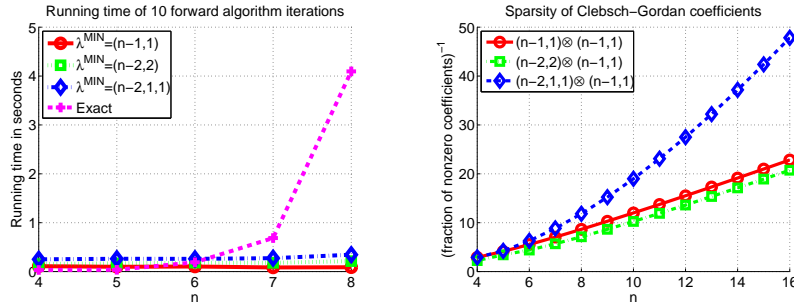 Running time of 10 forward algorithm iterations
Running time in seconds
5
4
3
2
1
0
λMIN=(n−1,1)
λMIN=(n−2,2)
λMIN=(n−2,1,1)
Exact
4 5 6 7 8
n
Sparsity of Clebsch−Gordan coefficients
(fraction of nonzero coefficients)−1
50
40
30
20
10
0
(n−1,1)⊗ (n−1,1)
(n−2,2)⊗ (n−1,1)
(n−2,1,1)⊗ (n−1,1)
4 6 8 10 12 14 16
n